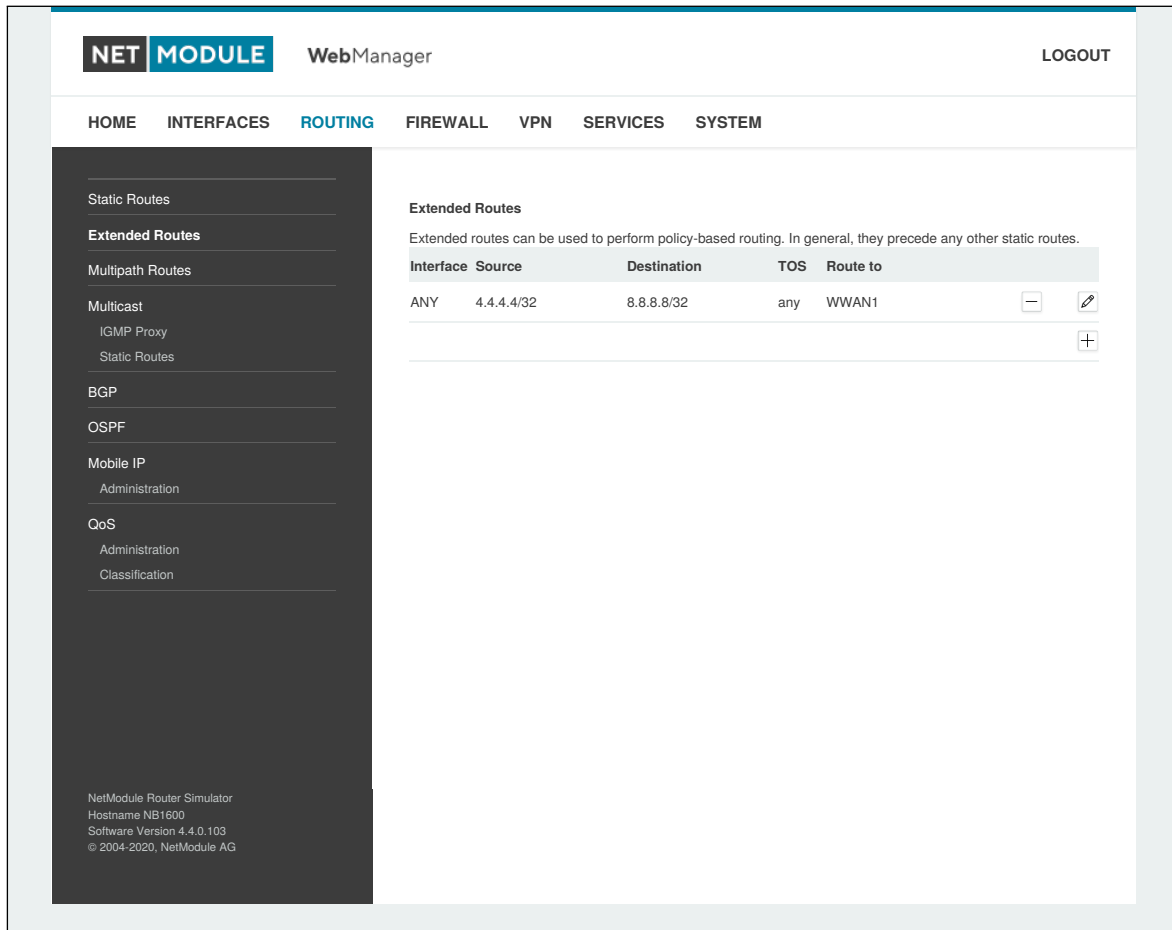 NET MODULE WebManager LOGOUT
HOME INTERFACES ROUTING FIREWALL VPN SERVICES SYSTEM
Static Routes
Extended Routes
Multipath Routes
Multicast
IGMP Proxy
Static Routes
BGP
OSPF
Mobile IP
Administration
QoS
Administration
Classification
NetModule Router Simulator
Hostname NB1600
Software Version 4.4.0.103
© 2004-2020, NetModule AG
Extended Routes
Extended routes can be used to perform policy-based routing. In general, they precede any other static routes.
Interface Source Destination TOS Route to
ANY 4.4.4.4/32 8.8.8.8/32 any WWAN1